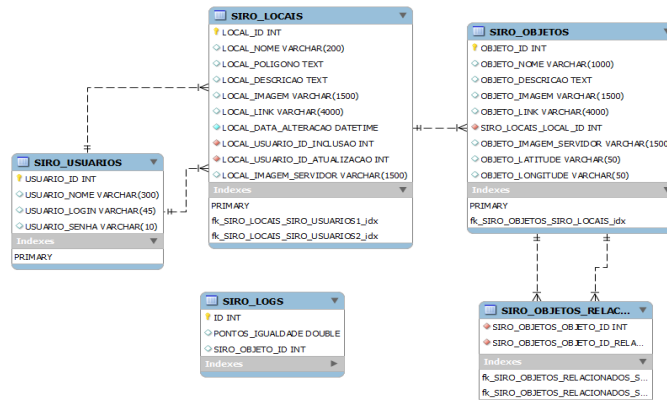 SIRO_LOCAIS
LOCAL_ID INT
LOCAL_NOME VARCHAR(200)
LOCAL_POLIGONO TEXT
LOCAL_DESCRICAO TEXT
LOCAL_IMAGEM VARCHAR(1500)
LOCAL_LINK VARCHAR(4000)
LOCAL_DATA_ALTERACAO DATETIME
LOCAL_USUARIO_ID_INCLUSAO INT
LOCAL_USUARIO_ID_ATUALIZACAO INT
LOCAL_IMAGEM_SERVIDOR VARCHAR(1500)
Indexes
PRIMARY
fk_SIRO_LOCAIS_SIRO_USUARIOS1_idx
fk_SIRO_LOCAIS_SIRO_USUARIOS2_idx
SIRO_OBJETOS
OBJETO_ID INT
OBJETO_NOME VARCHAR(1000)
OBJETO_DESCRICAO TEXT
OBJETO_IMAGEM VARCHAR(1500)
OBJETO_LINK VARCHAR(4000)
SIRO_LOCAIS_LOCAL_ID INT
OBJETO_IMAGEM_SERVIDOR VARCHAR(1500)
OBJETO_LATITUDE VARCHAR(50)
OBJETO_LONGITUDE VARCHAR(50)
Indexes
PRIMARY
fk_SIRO_OBJETOS_SIRO_LOCAIS_idx
SIRO_USUARIOS
USUARIO_ID INT
USUARIO_NOME VARCHAR(300)
USUARIO_LOGIN VARCHAR(45)
USUARIO_SENHA VARCHAR(10)
Indexes
PRIMARY
SIRO_LOGS
ID INT
PONTOS_IGUALDADE DOUBLE
SIRO_OBJETO_ID INT
Indexes
SIRO_OBJETOS_RELAC...
SIRO_OBJETOS_OBJETO_ID INT
SIRO_OBJETOS_OBJETO_ID_RELA...
Indexes
fk_SIRO_OBJETOS_RELACIONADOS_S...
fk_SIRO_OBJETOS_RELACIONADOS_S...